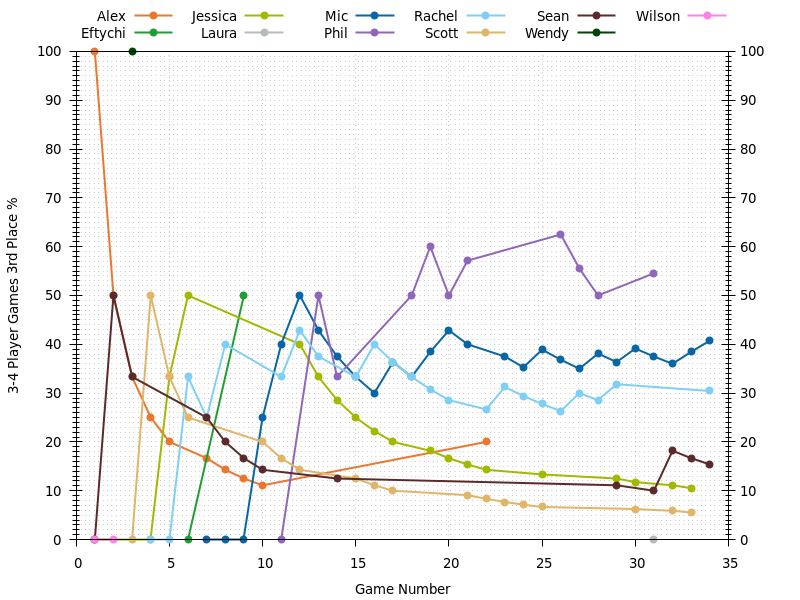 Alex Jessica Mic Rachel Sean Wilson
Eftychi Laura Phil Scott Wendy
100 100
90 90
80 80
70 70
60 60
50 50
40 40
30 30
20 20
10 10
0 0
3-4 Player Games 3rd Place %
0 5 10 15 20 25 30 35
Game Number